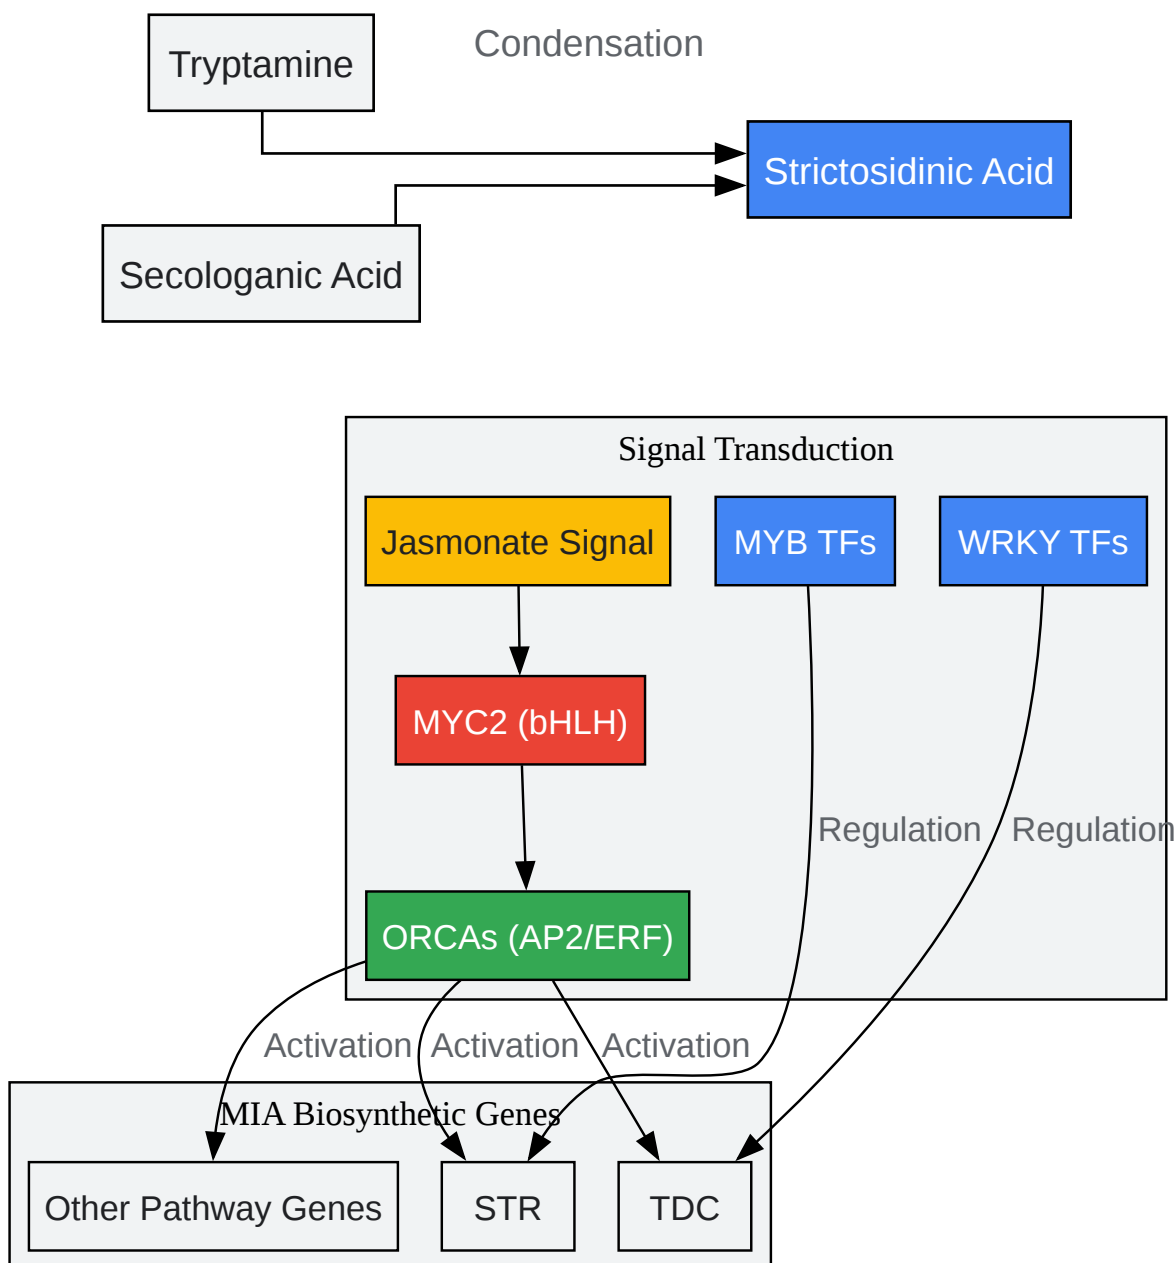 Condensation
Tryptamine
Strictosidinic Acid
Secologanic Acid
Signal Transduction
Jasmonate Signal
MYB TFs
WRKY TFs
MYC2 (bHLH)
Regulation
Regulation
ORCAs (AP2/ERF)
Activation
Activation
Activation
MIA Biosynthetic Genes
Other Pathway Genes
STR
TDC